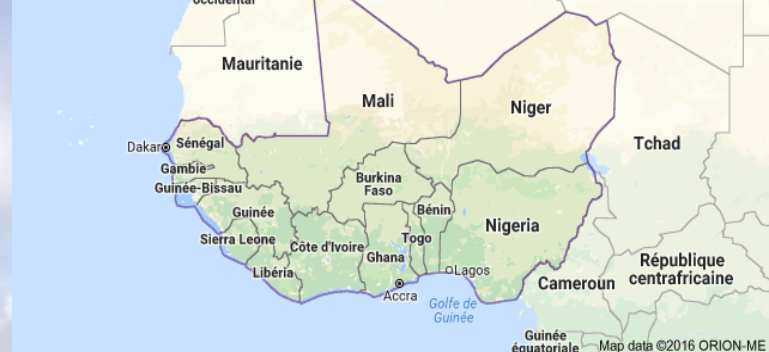 occidental
Mauritanie
Mali
Niger
Tchad
Dakar
Sénégal
Gambie
Guinée-Bissau
Burkina
Faso
Guinée
Bénin
Nigeria
Sierra Leone
Côte d'Ivoire
Togo
Ghana
Libéria
Lagos
Accra
Golfe de
Guinée
Cameroun
République
centrafricaine
Guinée
équatoriale
Map data ©2016 ORION-ME